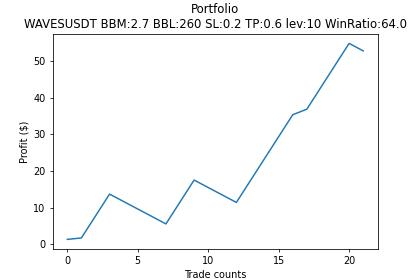 Portfolio
WAVESUSDT BBM:2.7 BBL:260 SL:0.2 TP:0.6 lev:10 WinRatio:64.0
50
40
30
20
10
0
Profit ($)
0 5 10 15 20
Trade counts